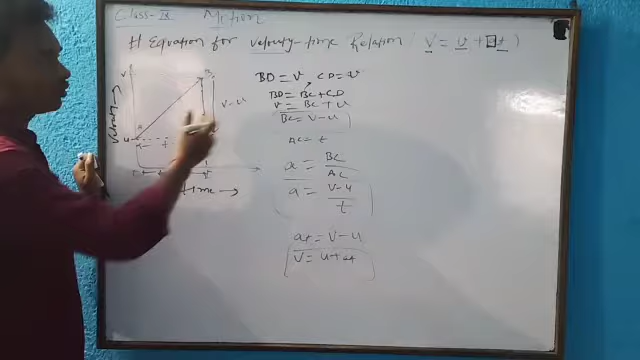 Class-IX Motion
# Equation for velocity-time Relation (V = u + at)
V
B
BD = V, CD = u
BD = BC + CD
V = BC + u
BC = V - u
V-u
Velocity
A
u
t
AC = t
a = BC/AC
a = V-u/t
Time
at = V - u
V = u + at